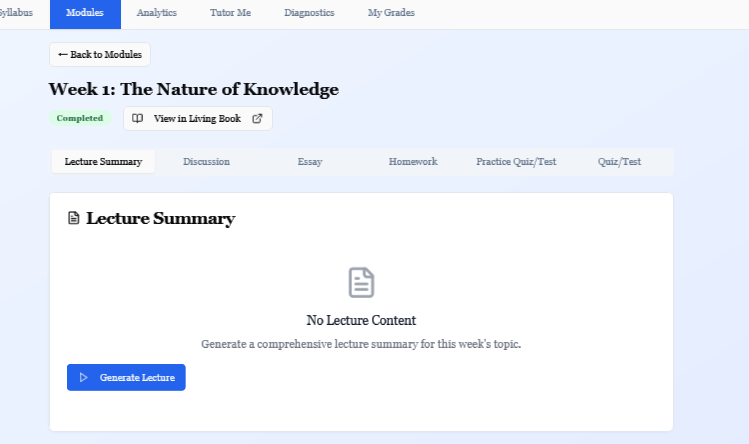 Syllabus Modules Analytics Tutor Me Diagnostics My Grades
← Back to Modules
Week 1: The Nature of Knowledge
Completed View in Living Book
Lecture Summary Discussion Essay Homework Practice Quiz/Test Quiz/Test
Lecture Summary
No Lecture Content
Generate a comprehensive lecture summary for this week's topic.
Generate Lecture